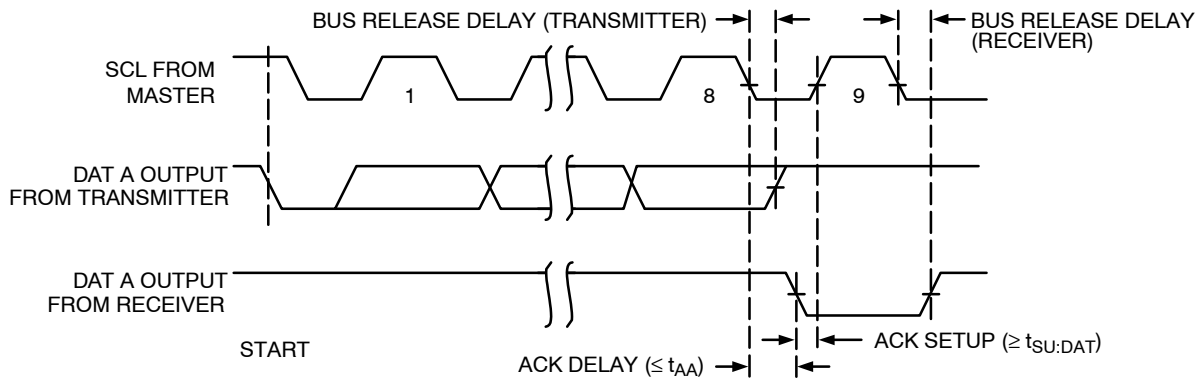 BUS RELEASE DELAY (TRANSMITTER)
BUS RELEASE DELAY
(RECEIVER)
SCL FROM
MASTER
1
8
9
DAT A OUTPUT
FROM TRANSMITTER
DAT A OUTPUT
FROM RECEIVER
START
ACK SETUP (≥ tSU:DAT)
ACK DELAY (≤ tAA)